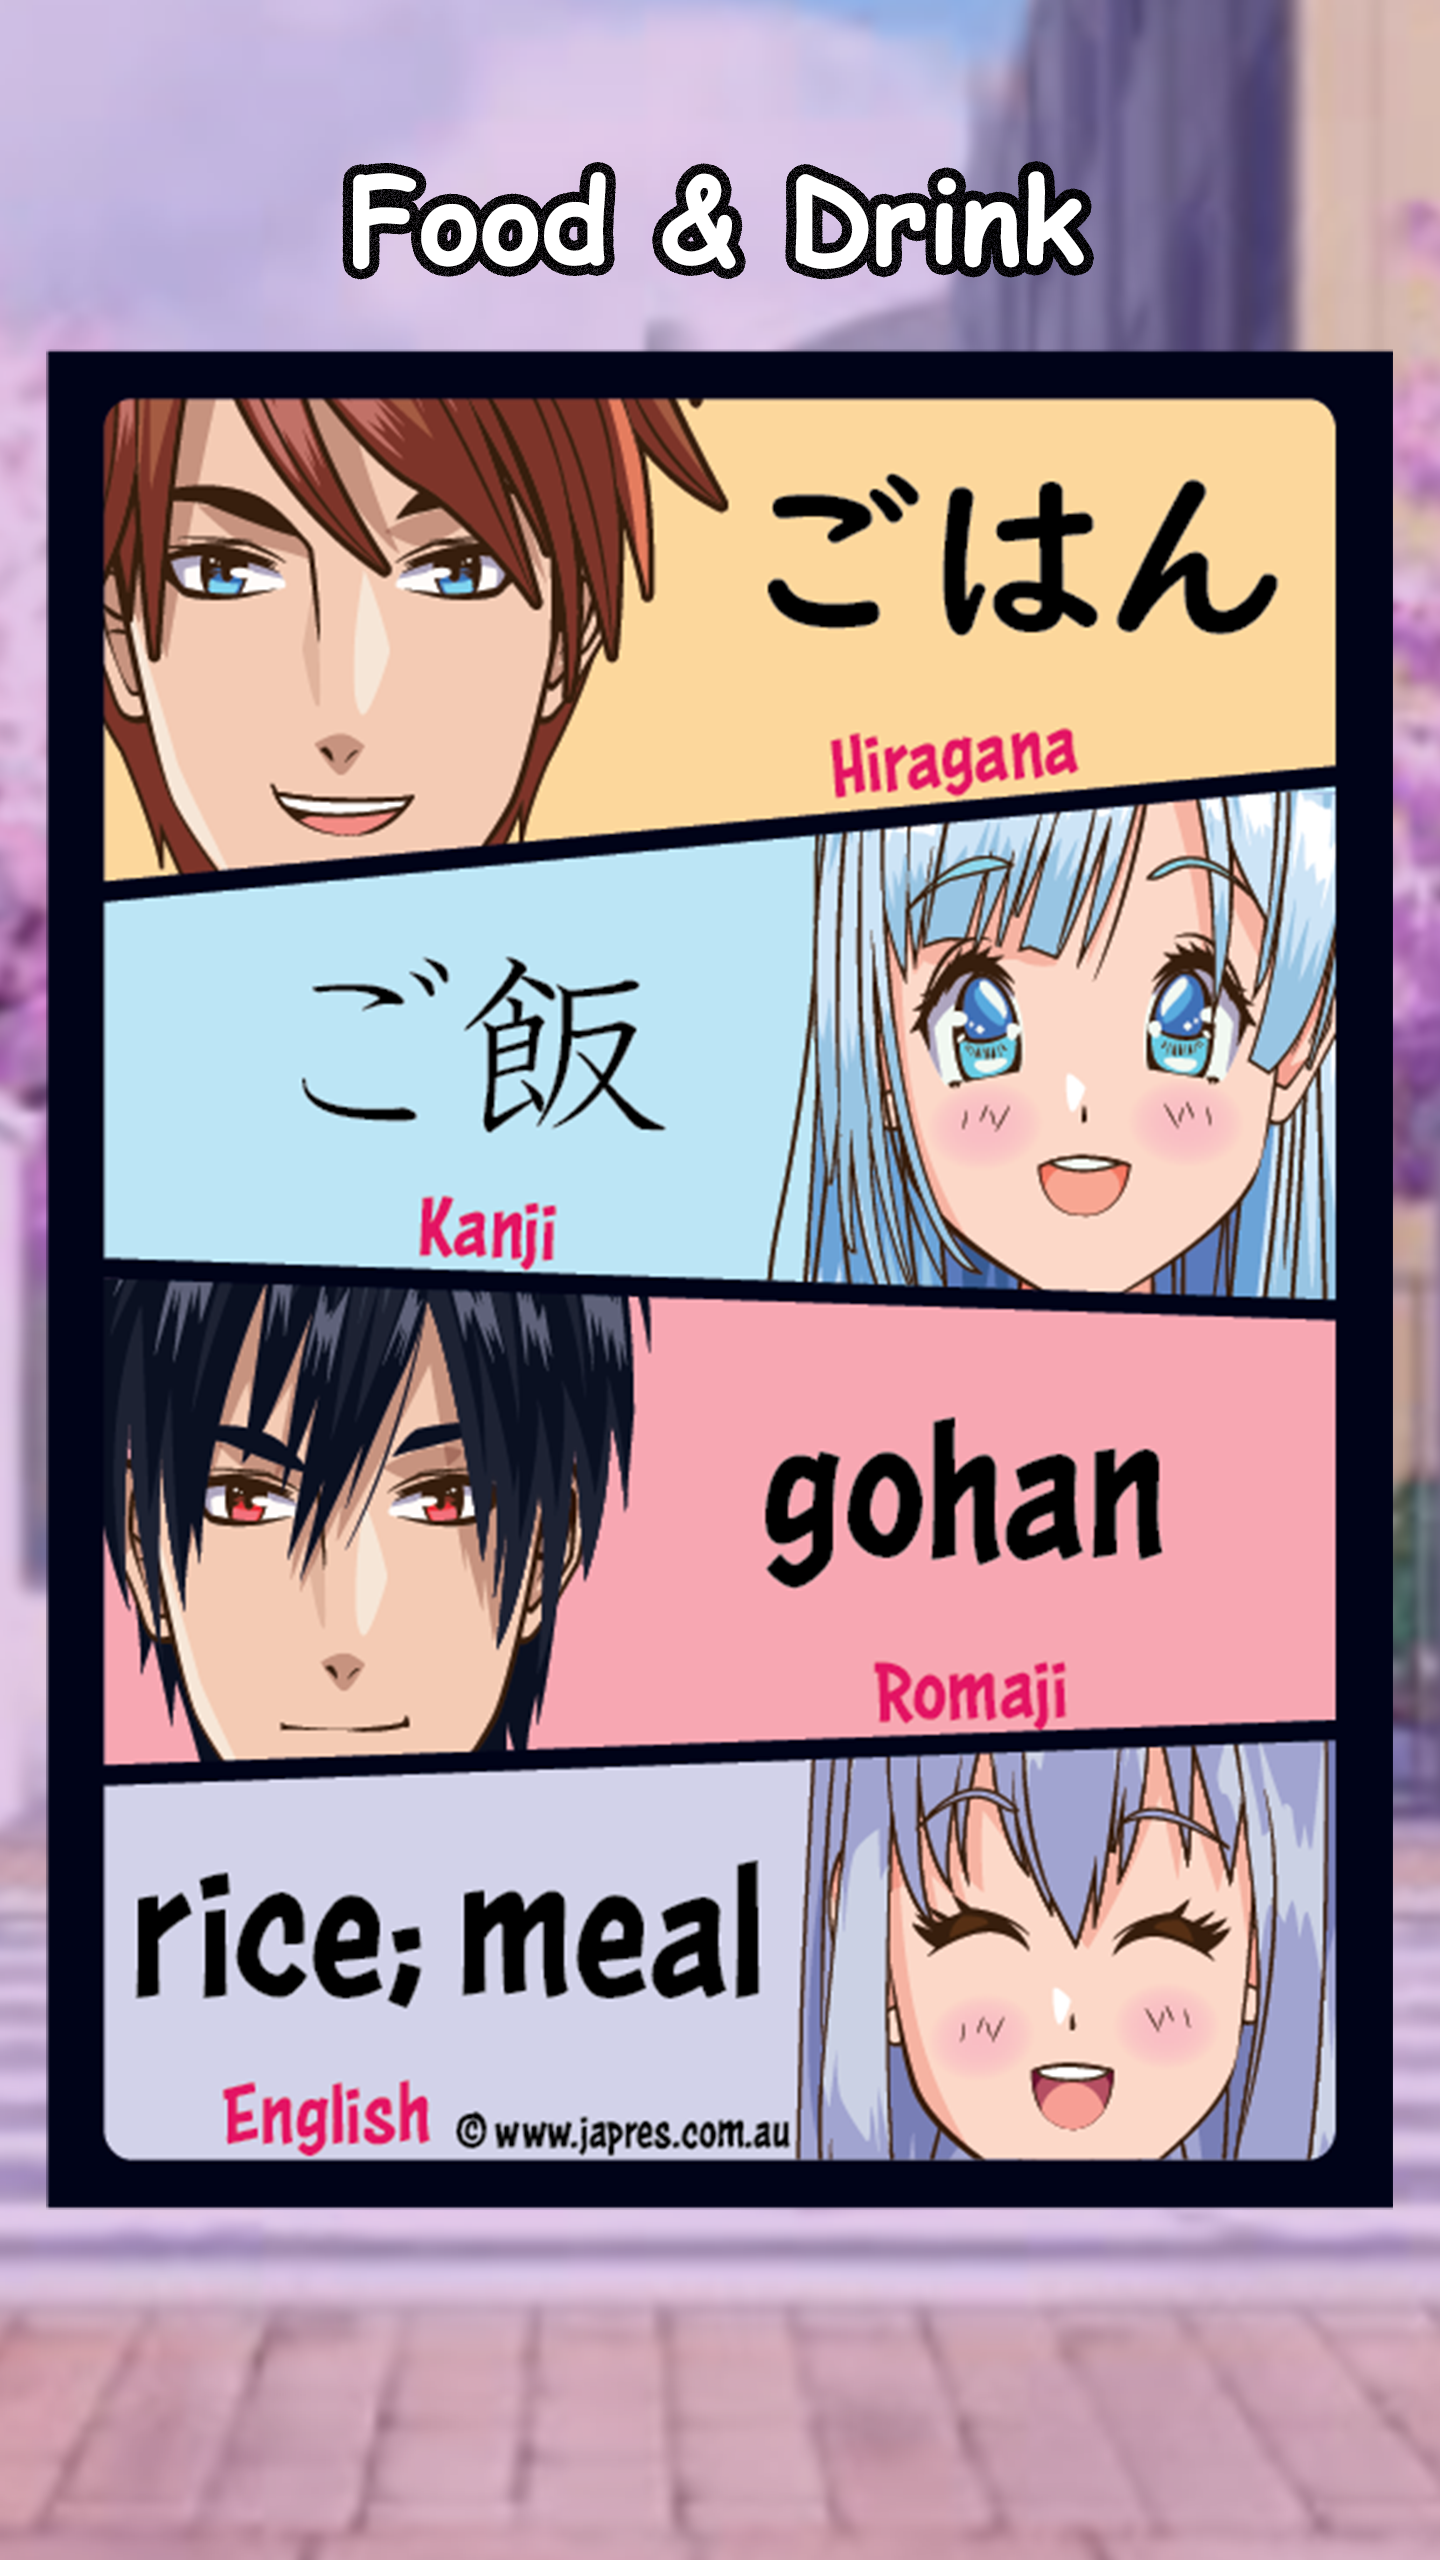 Food & Drink
ごはん
Hiragana
ご飯
Kanji
gohan
Romaji
rice; meal
English
© www.japres.com.au